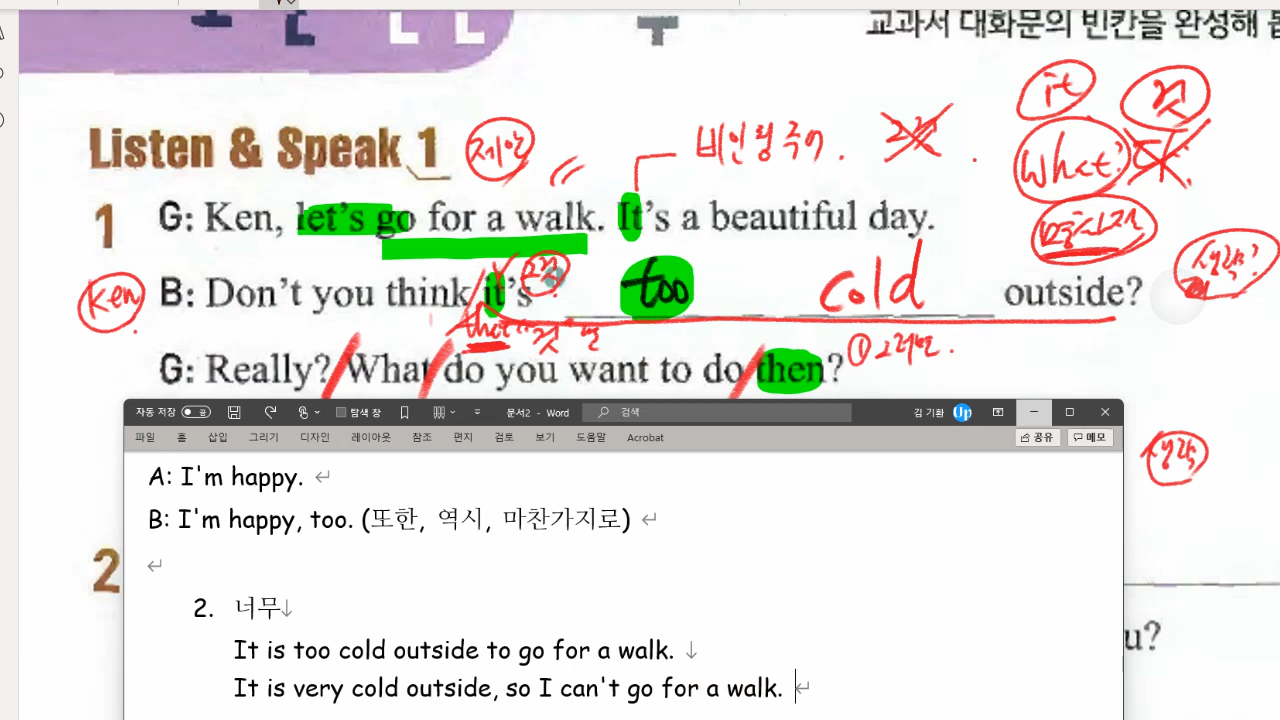 교과서 대화문의 빈칸을 완성해
it 것
Listen & Speak 1 제안 비인칭 주어. What?
1 G: Ken, let's go for a walk. It's a beautiful day.
명사절
생략?
Ken B: Don't you think it's too cold outside?
that "것" ① 그러면.
G: Really? What do you want to do then?
자동 저장 탐색 창 문서2 - Word 검색 김 기환 Up
파일 홈 삽입 그리기 디자인 레이아웃 참조 편지 검토 보기 도움말 Acrobat 공유 메모
생략
A: I'm happy.
B: I'm happy, too. (또한, 역시, 마찬가지로)
2
2. 너무
u?
It is too cold outside to go for a walk.
It is very cold outside, so I can't go for a walk.